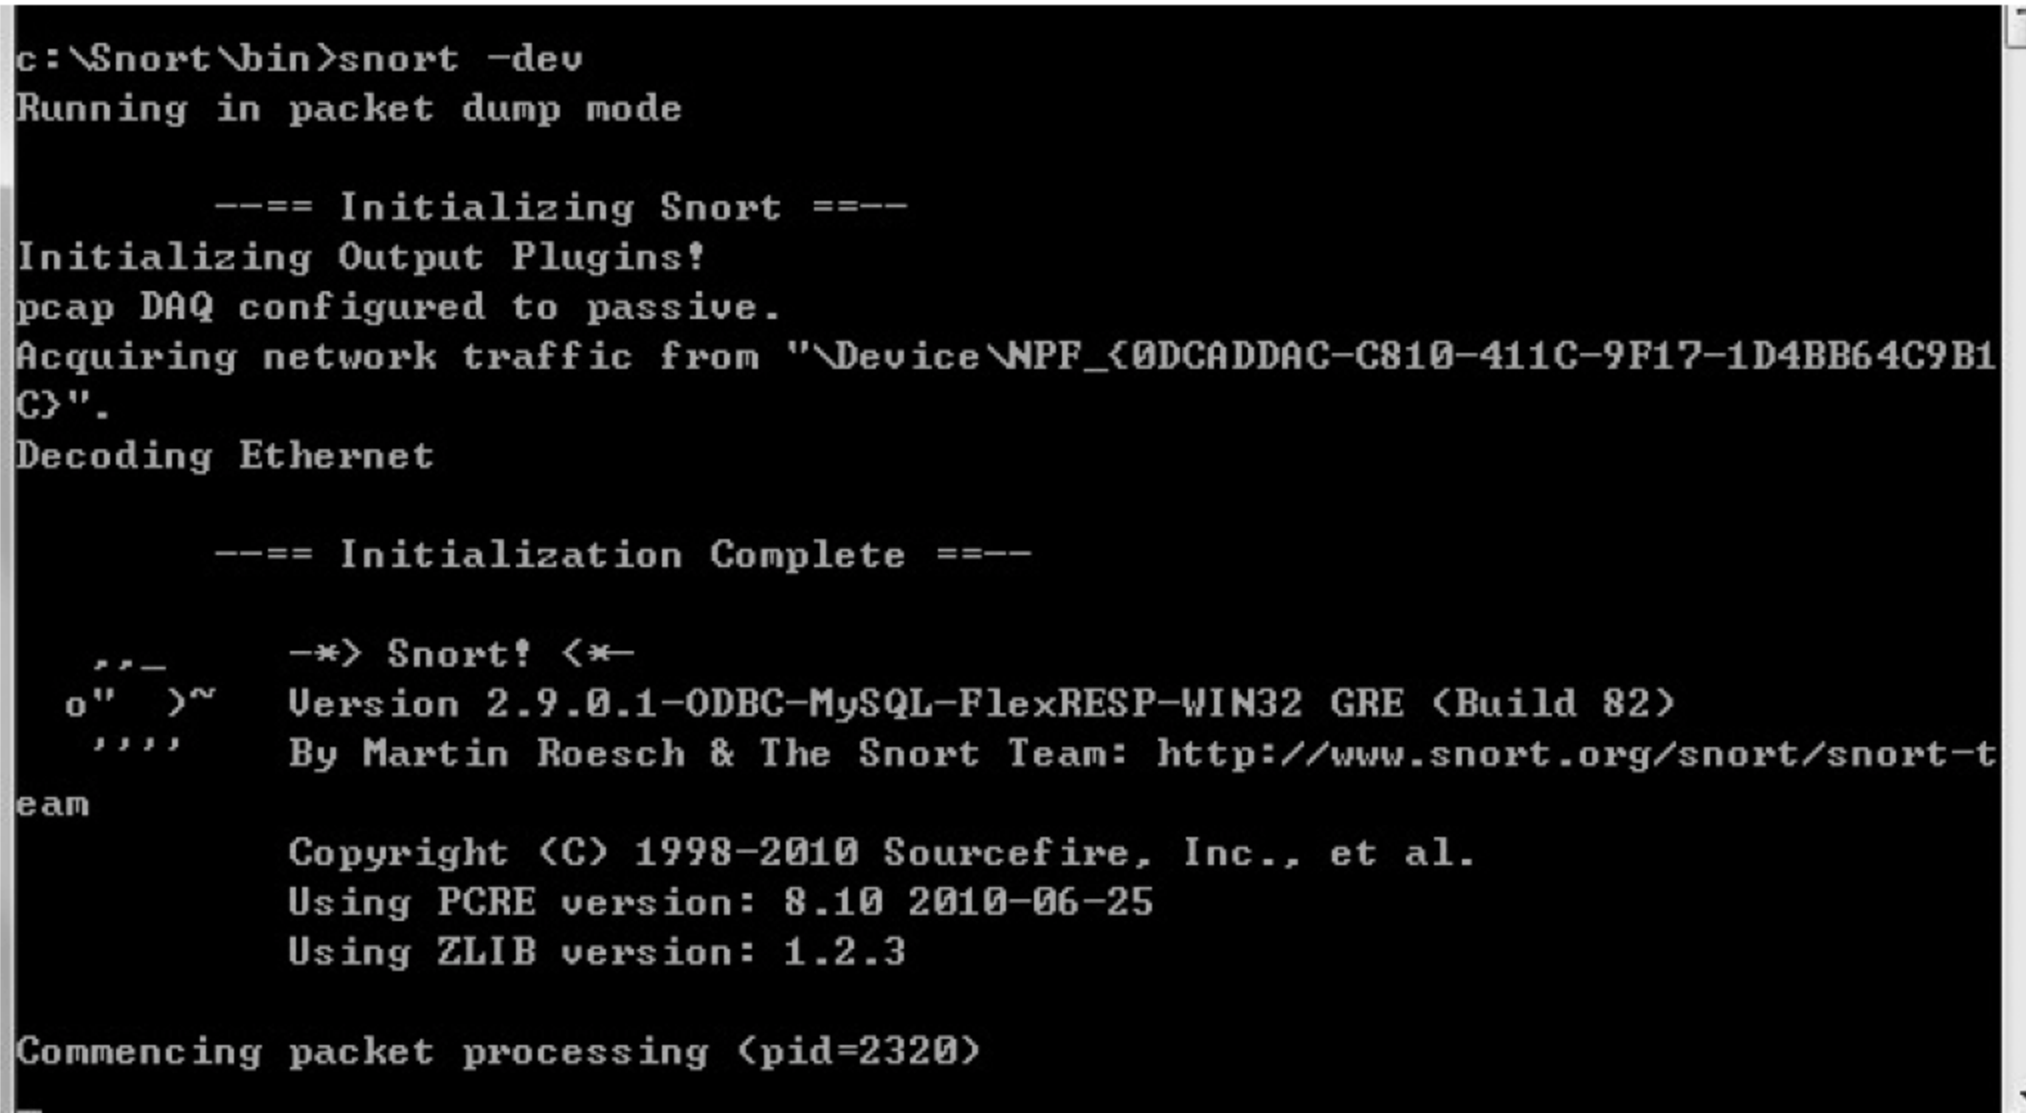 c:\Snort\bin>snort -dev
Running in packet dump mode
--== Initializing Snort ==--
Initializing Output Plugins!
pcap DAQ configured to passive.
Acquiring network traffic from "\Device\NPF_{0DCADDAC-C810-411C-9F17-1D4BB64C9B1
C}".
Decoding Ethernet
--== Initialization Complete ==--
,,_     -*> Snort! <*-
o"  )~   Version 2.9.0.1-ODBC-MySQL-FlexRESP-WIN32 GRE (Build 82)
''''    By Martin Roesch & The Snort Team: http://www.snort.org/snort/snort-t
eam
Copyright (C) 1998-2010 Sourcefire, Inc., et al.
Using PCRE version: 8.10 2010-06-25
Using ZLIB version: 1.2.3
Commencing packet processing (pid=2320)